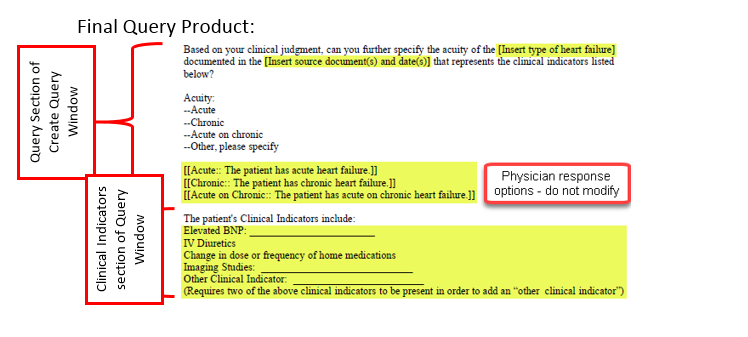 Final Query Product:
Query Section of
Create Query
Window
Based on your clinical judgment, can you further specify the acuity of the [Insert type of heart failure]
documented in the [Insert source document(s) and date(s)] that represents the clinical indicators listed
below?
Acuity:
--Acute
--Chronic
--Acute on chronic
--Other, please specify
[[Acute:: The patient has acute heart failure.]]
[[Chronic:: The patient has chronic heart failure.]]
[[Acute on Chronic:: The patient has acute on chronic heart failure.]]
Physician response
options - do not modify
Clinical Indicators
section of Query
Window
The patient's Clinical Indicators include:
Elevated BNP: ____________________
IV Diuretics
Change in dose or frequency of home medications
Imaging Studies: ____________________
Other Clinical Indicator: ____________________
(Requires two of the above clinical indicators to be present in order to add an “other clinical indicator”)